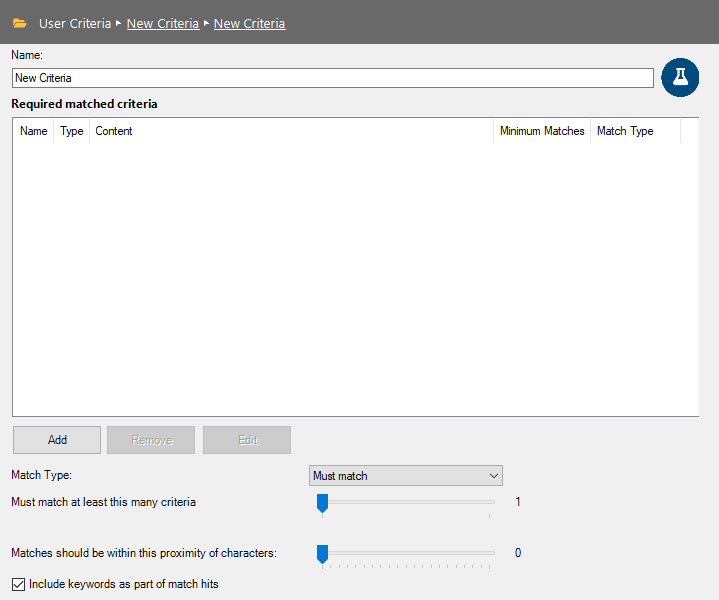 User Criteria ▸ New Criteria ▸ New Criteria
Name:
New Criteria
Required matched criteria
Name Type Content Minimum Matches Match Type
Add Remove Edit
Match Type: Must match
Must match at least this many criteria 1
Matches should be within this proximity of characters: 0
Include keywords as part of match hits